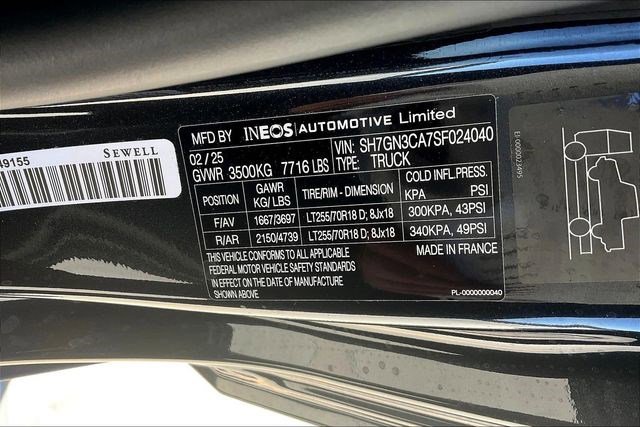 49155
SEWELL
MFD BY INEOS AUTOMOTIVE Limited
02 / 25 VIN: SH7GN3CA7SF024040
GVWR 3500KG 7716 LBS TYPE: TRUCK
POSITION GAWR KG/LBS TIRE/RIM - DIMENSION COLD INFL.PRESS. KPA PSI
F/AV 1667/3697 LT255/70R18 D; 8Jx18 300KPA, 43PSI
R/AR 2150/4739 LT255/70R18 D; 8Jx18 340KPA, 49PSI
THIS VEHICLE CONFORMS TO ALL APPLICABLE
FEDERAL MOTOR VEHICLE SAFETY STANDARDS
IN EFFECT ON THE DATE OF MANUFACTURE
SHOWN ABOVE
MADE IN FRANCE
PL-0000000040